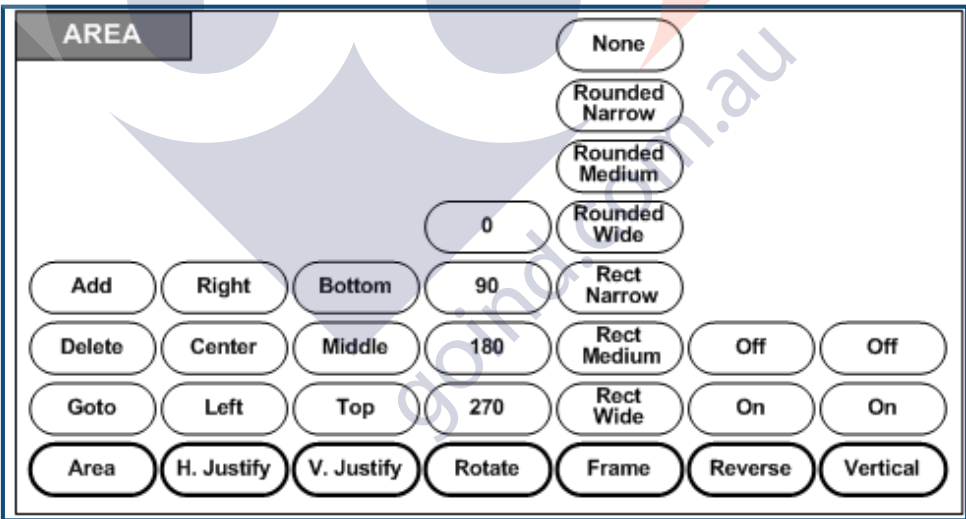 AREA
None
Rounded
Narrow
Rounded
Medium
0
Rounded
Wide
Add
Right
Bottom
90
Rect
Narrow
Delete
Center
Middle
180
Rect
Medium
Off
Off
Goto
Left
Top
270
Rect
Wide
On
On
Area
H. Justify
V. Justify
Rotate
Frame
Reverse
Vertical
goind.com.au